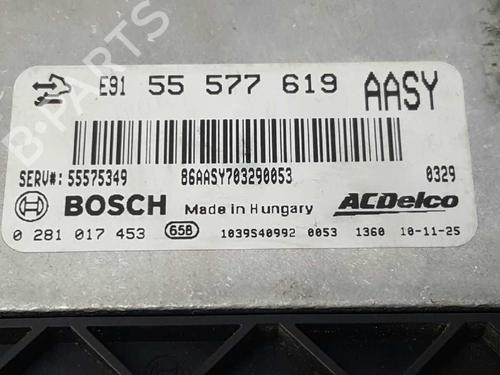 B-PARTS
E91 55 577 619 AASY
SERV#: 55575349 86AASY703290053 0329
BOSCH Made in Hungary ACDelco
0 281 017 453 658 1039S40992 0053 1360 10-11-25